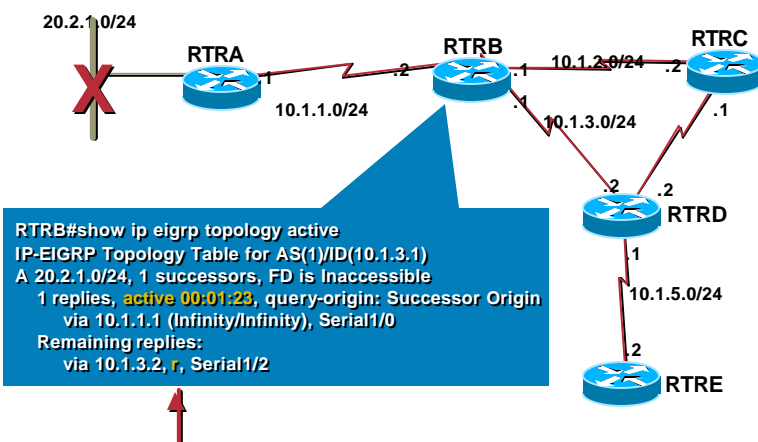 20.2.1.0/24
RTRA
RTRB
RTRC
.1
.2
.1
10.1.2.0/24
.2
10.1.1.0/24
.1
10.1.3.0/24
.1
.2
.2
RTRD
RTRB#show ip eigrp topology active
IP-EIGRP Topology Table for AS(1)/ID(10.1.3.1)
A 20.2.1.0/24, 1 successors, FD is Inaccessible
1 replies, active 00:01:23, query-origin: Successor Origin
via 10.1.1.1 (Infinity/Infinity), Serial1/0
Remaining replies:
via 10.1.3.2, r, Serial1/2
.1
10.1.5.0/24
.2
RTRE